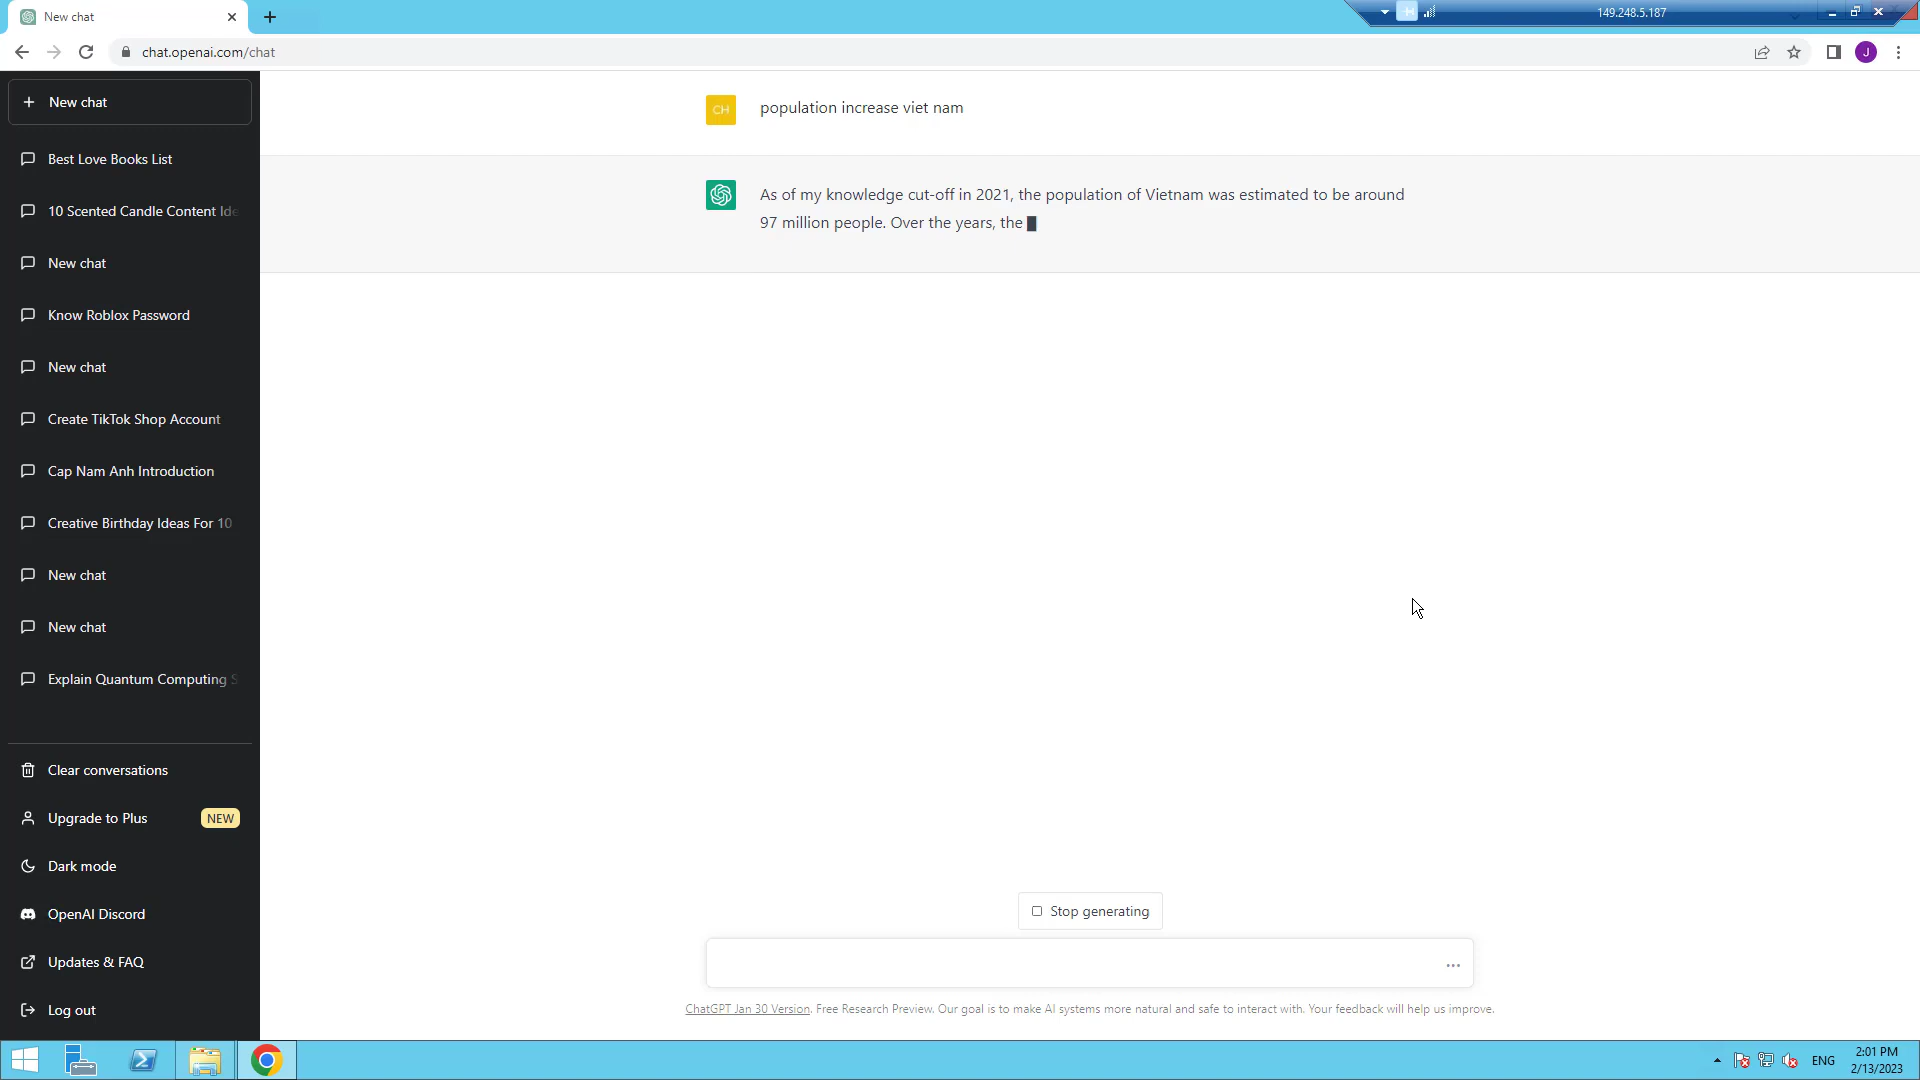 New chat
149.248.5.187
chat.openai.com/chat
J
New chat
Best Love Books List
10 Scented Candle Content Ide
New chat
Know Roblox Password
New chat
Create TikTok Shop Account
Cap Nam Anh Introduction
Creative Birthday Ideas For 10
New chat
New chat
Explain Quantum Computing S
Clear conversations
Upgrade to Plus NEW
Dark mode
OpenAI Discord
Updates & FAQ
Log out
CH
population increase viet nam
As of my knowledge cut-off in 2021, the population of Vietnam was estimated to be around
97 million people. Over the years, the
Stop generating
ChatGPT Jan 30 Version. Free Research Preview. Our goal is to make AI systems more natural and safe to interact with. Your feedback will help us improve.
ENG
2:01 PM
2/13/2023